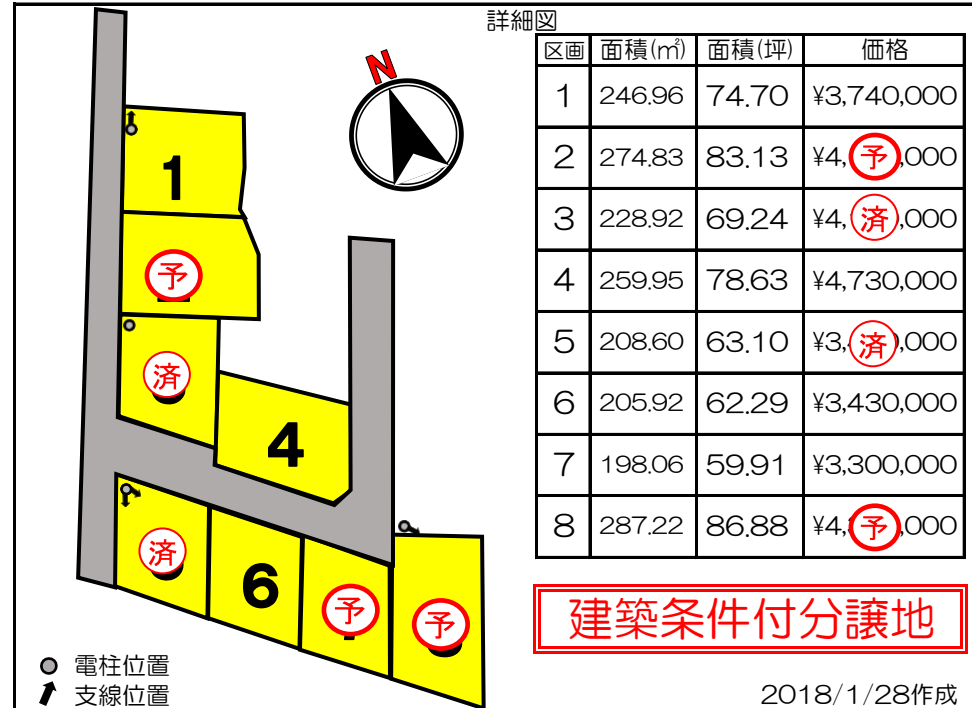 詳細図
N
1
予
済
4
済
6
予
予
電柱位置
支線位置
区画 面積(㎡) 面積(坪) 価格
1 246.96 74.70 ¥3,740,000
2 274.83 83.13 ¥4, 予 ,000
3 228.92 69.24 ¥4, 済 ,000
4 259.95 78.63 ¥4,730,000
5 208.60 63.10 ¥3, 済 ,000
6 205.92 62.29 ¥3,430,000
7 198.06 59.91 ¥3,300,000
8 287.22 86.88 ¥4, 予 ,000
建築条件付分譲地
2018/1/28作成